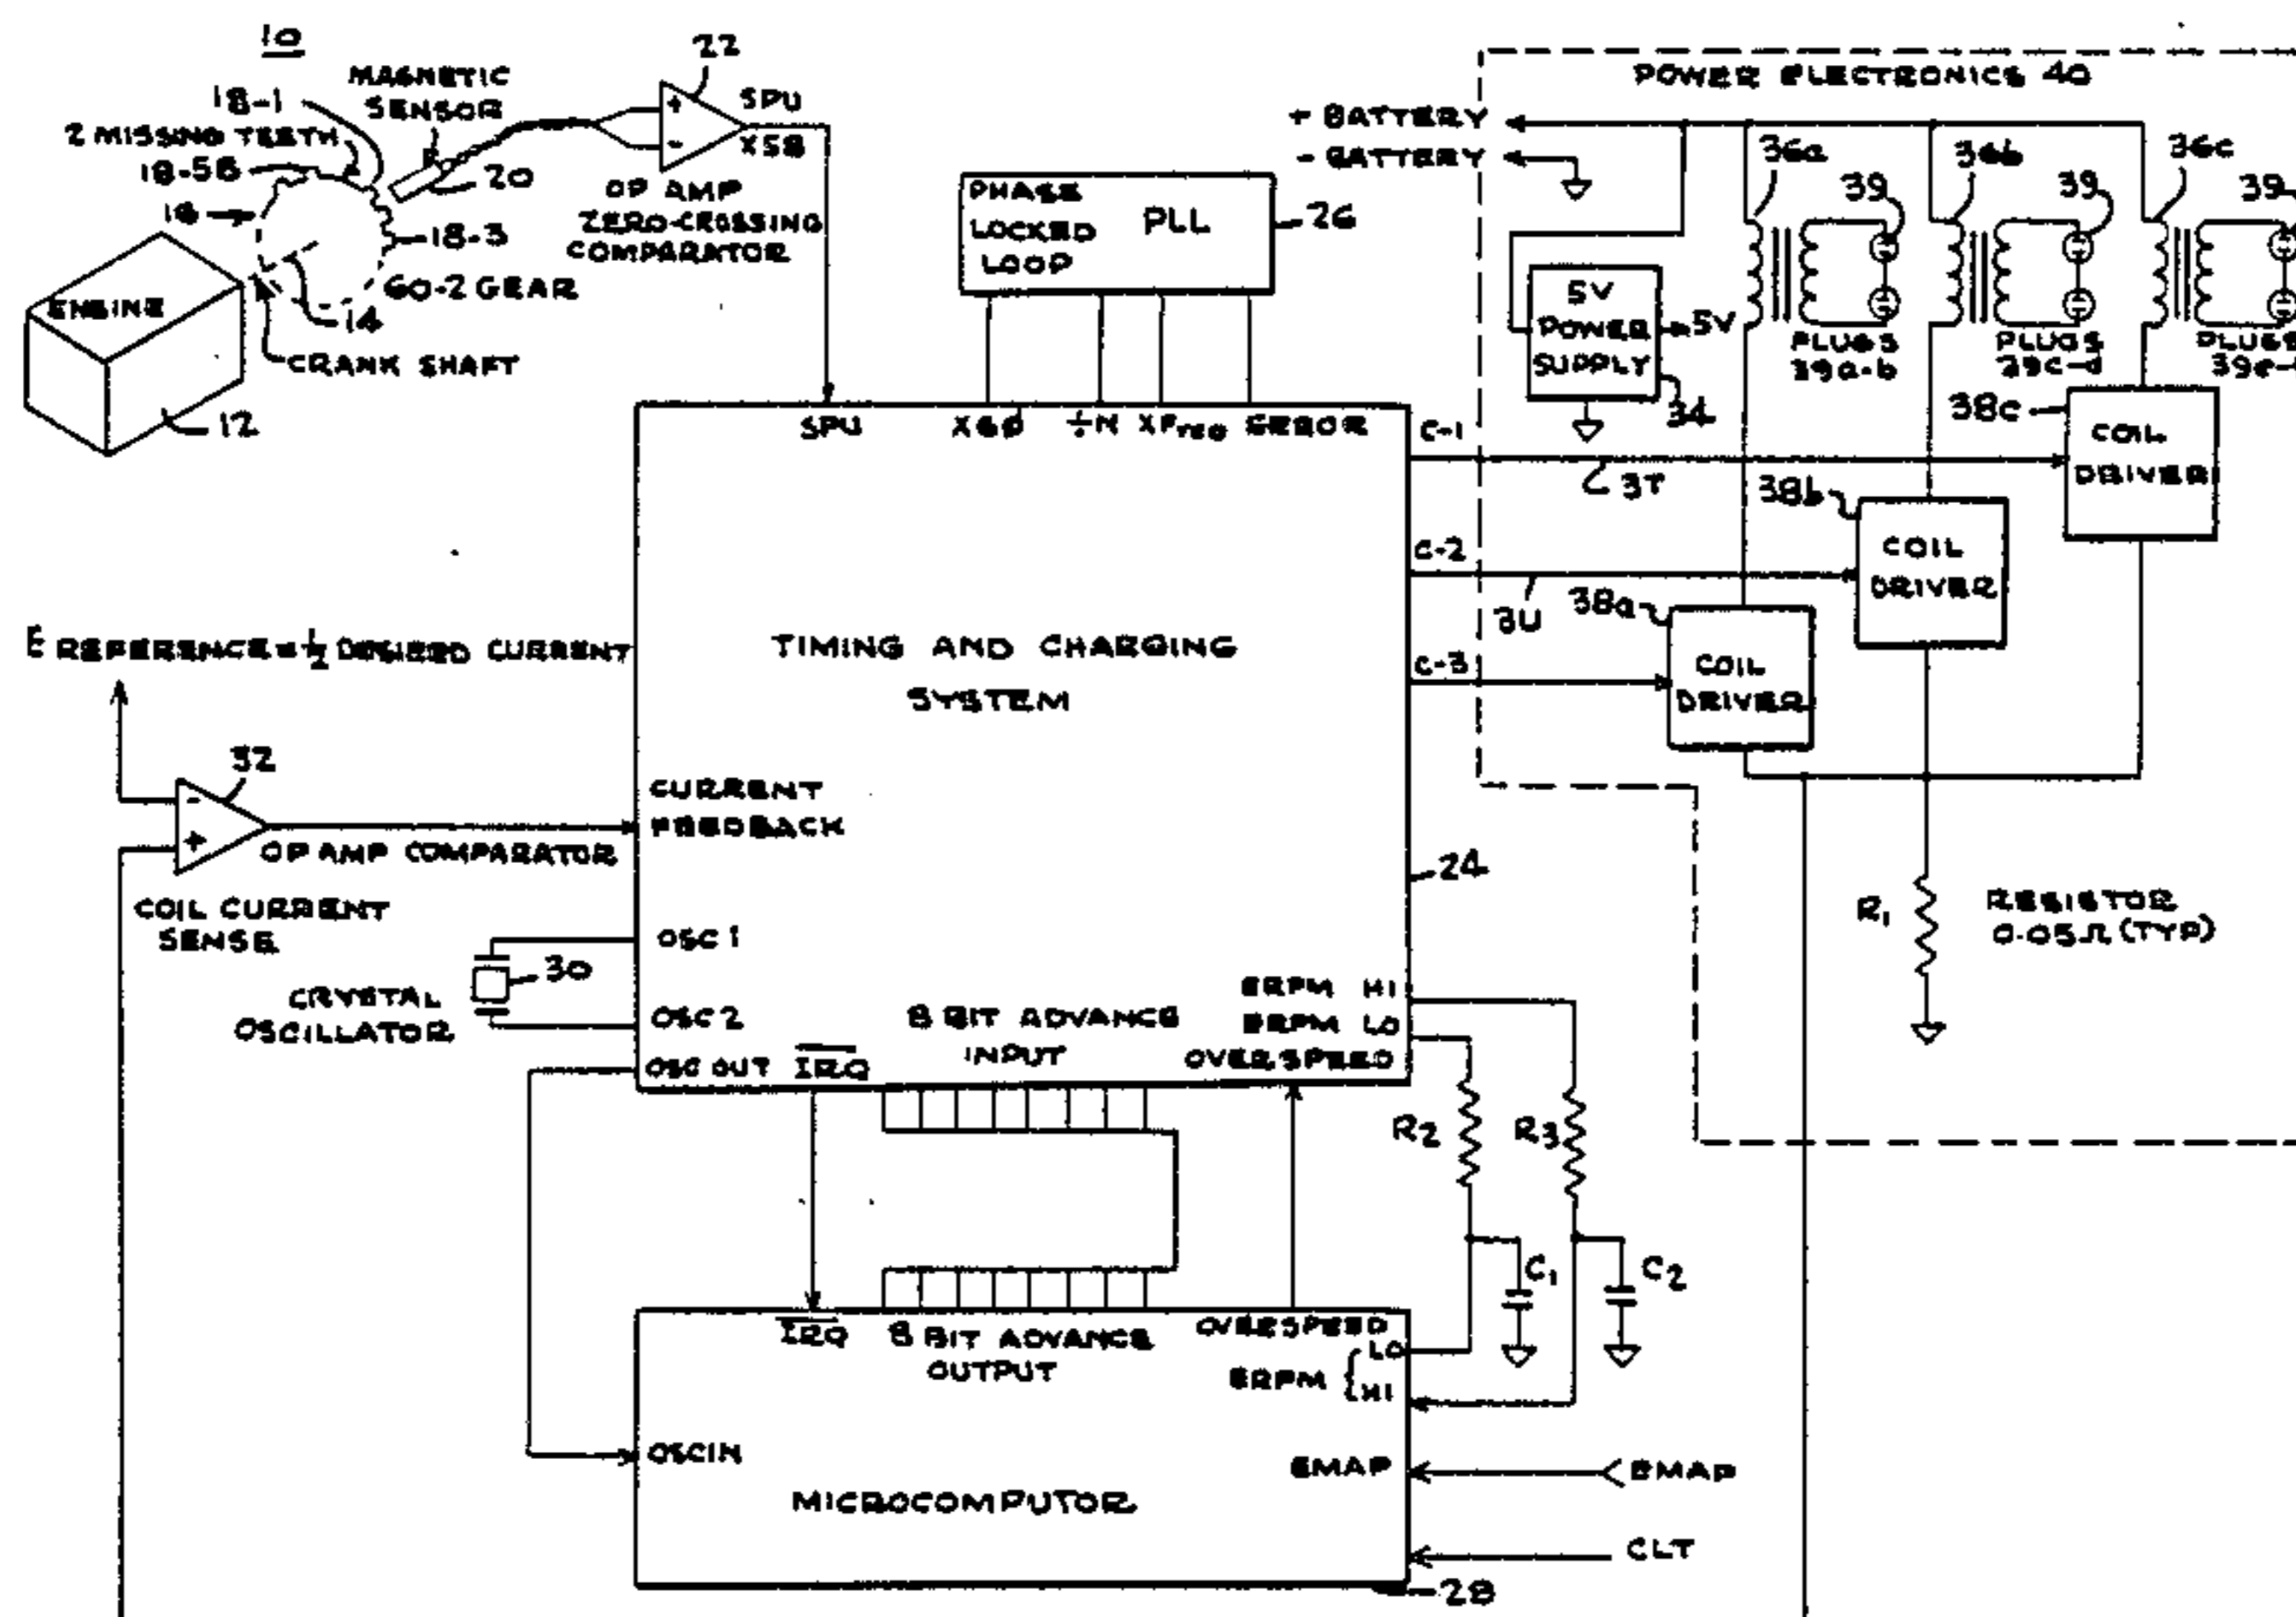 10
22
18-1
MAGNETIC
SENSOR
2 MISSING TEETH
18-58
16
20
18-3
60-2 GEAR
ENGINE
14
CRANK SHAFT
12
+
-
SPU
X58
OP AMP
ZERO-CROSSING
COMPARATOR
PHASE
LOCKED
LOOP
PLL
26
POWER ELECTRONICS 40
+ BATTERY
- BATTERY
36a
36b
36c
39
39
39
5V
POWER
SUPPLY
5V
34
PLUGS
39a-b
PLUGS
39c-d
PLUGS
SPU
X60
÷N
XFTEQ
ERROR
C-1
37
C-2
3U
C-3
38c
COIL
DRIVER
38b
COIL
DRIVER
38a
COIL
DRIVER
E REFERENCE = 1/2 DESIRED CURRENT
TIMING AND CHARGING
SYSTEM
32
-
+
OP AMP COMPARATOR
CURRENT
FEEDBACK
24
COIL CURRENT
SENSE
R1
RESISTOR
0.05Ω (TYP)
OSC 1
30
CRYSTAL
OSCILLATOR
OSC 2
OSC OUT
IRQ
8 BIT ADVANCE
INPUT
ERPM HI
ERPM LO
OVERSPEED
R2
R3
C1
C2
IRQ
8 BIT ADVANCE
OUTPUT
OVERSPEED
ERPM { LO
HI
OSCIN
EMAP
EMAP
MICROCOMPUTOR
CLT
28